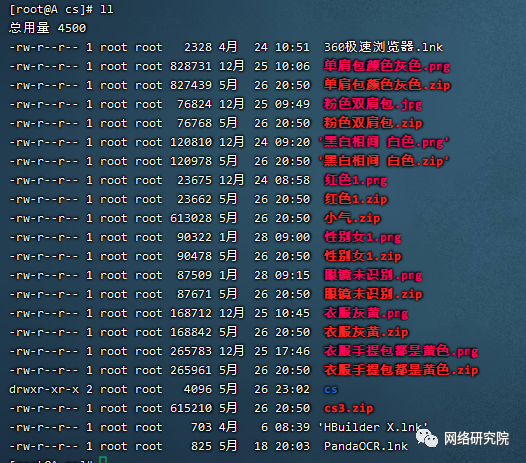 [root@A cs]# ll
总用量 4500
-rw-r--r-- 1 root root   2328 4月   24 10:51  360极速浏览器.lnk
-rw-r--r-- 1 root root 828731 12月  25 10:06  单肩包颜色灰色.png
-rw-r--r-- 1 root root 827439 5月   26 20:50  单肩包颜色灰色.zip
-rw-r--r-- 1 root root  76824 12月  25 09:49  粉色双肩包.jpg
-rw-r--r-- 1 root root  76768 5月   26 20:50  粉色双肩包.zip
-rw-r--r-- 1 root root 120810 12月  24 09:20 '黑白相间 白色.png'
-rw-r--r-- 1 root root 120978 5月   26 20:50 '黑白相间 白色.zip'
-rw-r--r-- 1 root root  23675 12月  24 08:58  红色1.png
-rw-r--r-- 1 root root  23662 5月   26 20:50  红色1.zip
-rw-r--r-- 1 root root 613028 5月   26 20:50  小气.zip
-rw-r--r-- 1 root root  90322 1月   28 09:00  性别女1.png
-rw-r--r-- 1 root root  90478 5月   26 20:50  性别女1.zip
-rw-r--r-- 1 root root  87509 1月   28 09:15  眼镜未识别.png
-rw-r--r-- 1 root root  87671 5月   26 20:50  眼镜未识别.zip
-rw-r--r-- 1 root root 168712 12月  25 10:45  衣服灰黄.png
-rw-r--r-- 1 root root 168842 5月   26 20:50  衣服灰黄.zip
-rw-r--r-- 1 root root 265783 12月  25 17:46  衣服手提包都是黄色.png
-rw-r--r-- 1 root root 265961 5月   26 20:50  衣服手提包都是黄色.zip
drwxr-xr-x 2 root root   4096 5月   26 23:02  cs
-rw-r--r-- 1 root root 615210 5月   26 20:50  cs3.zip
-rw-r--r-- 1 root root    703 4月    6 08:39 'HBuilder X.lnk'
-rw-r--r-- 1 root root    825 5月   18 20:03  PandaOCR.lnk
[root@A cs]#
网络研究院